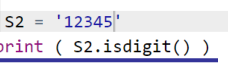 S2 = '12345'
print ( S2.isdigit() )